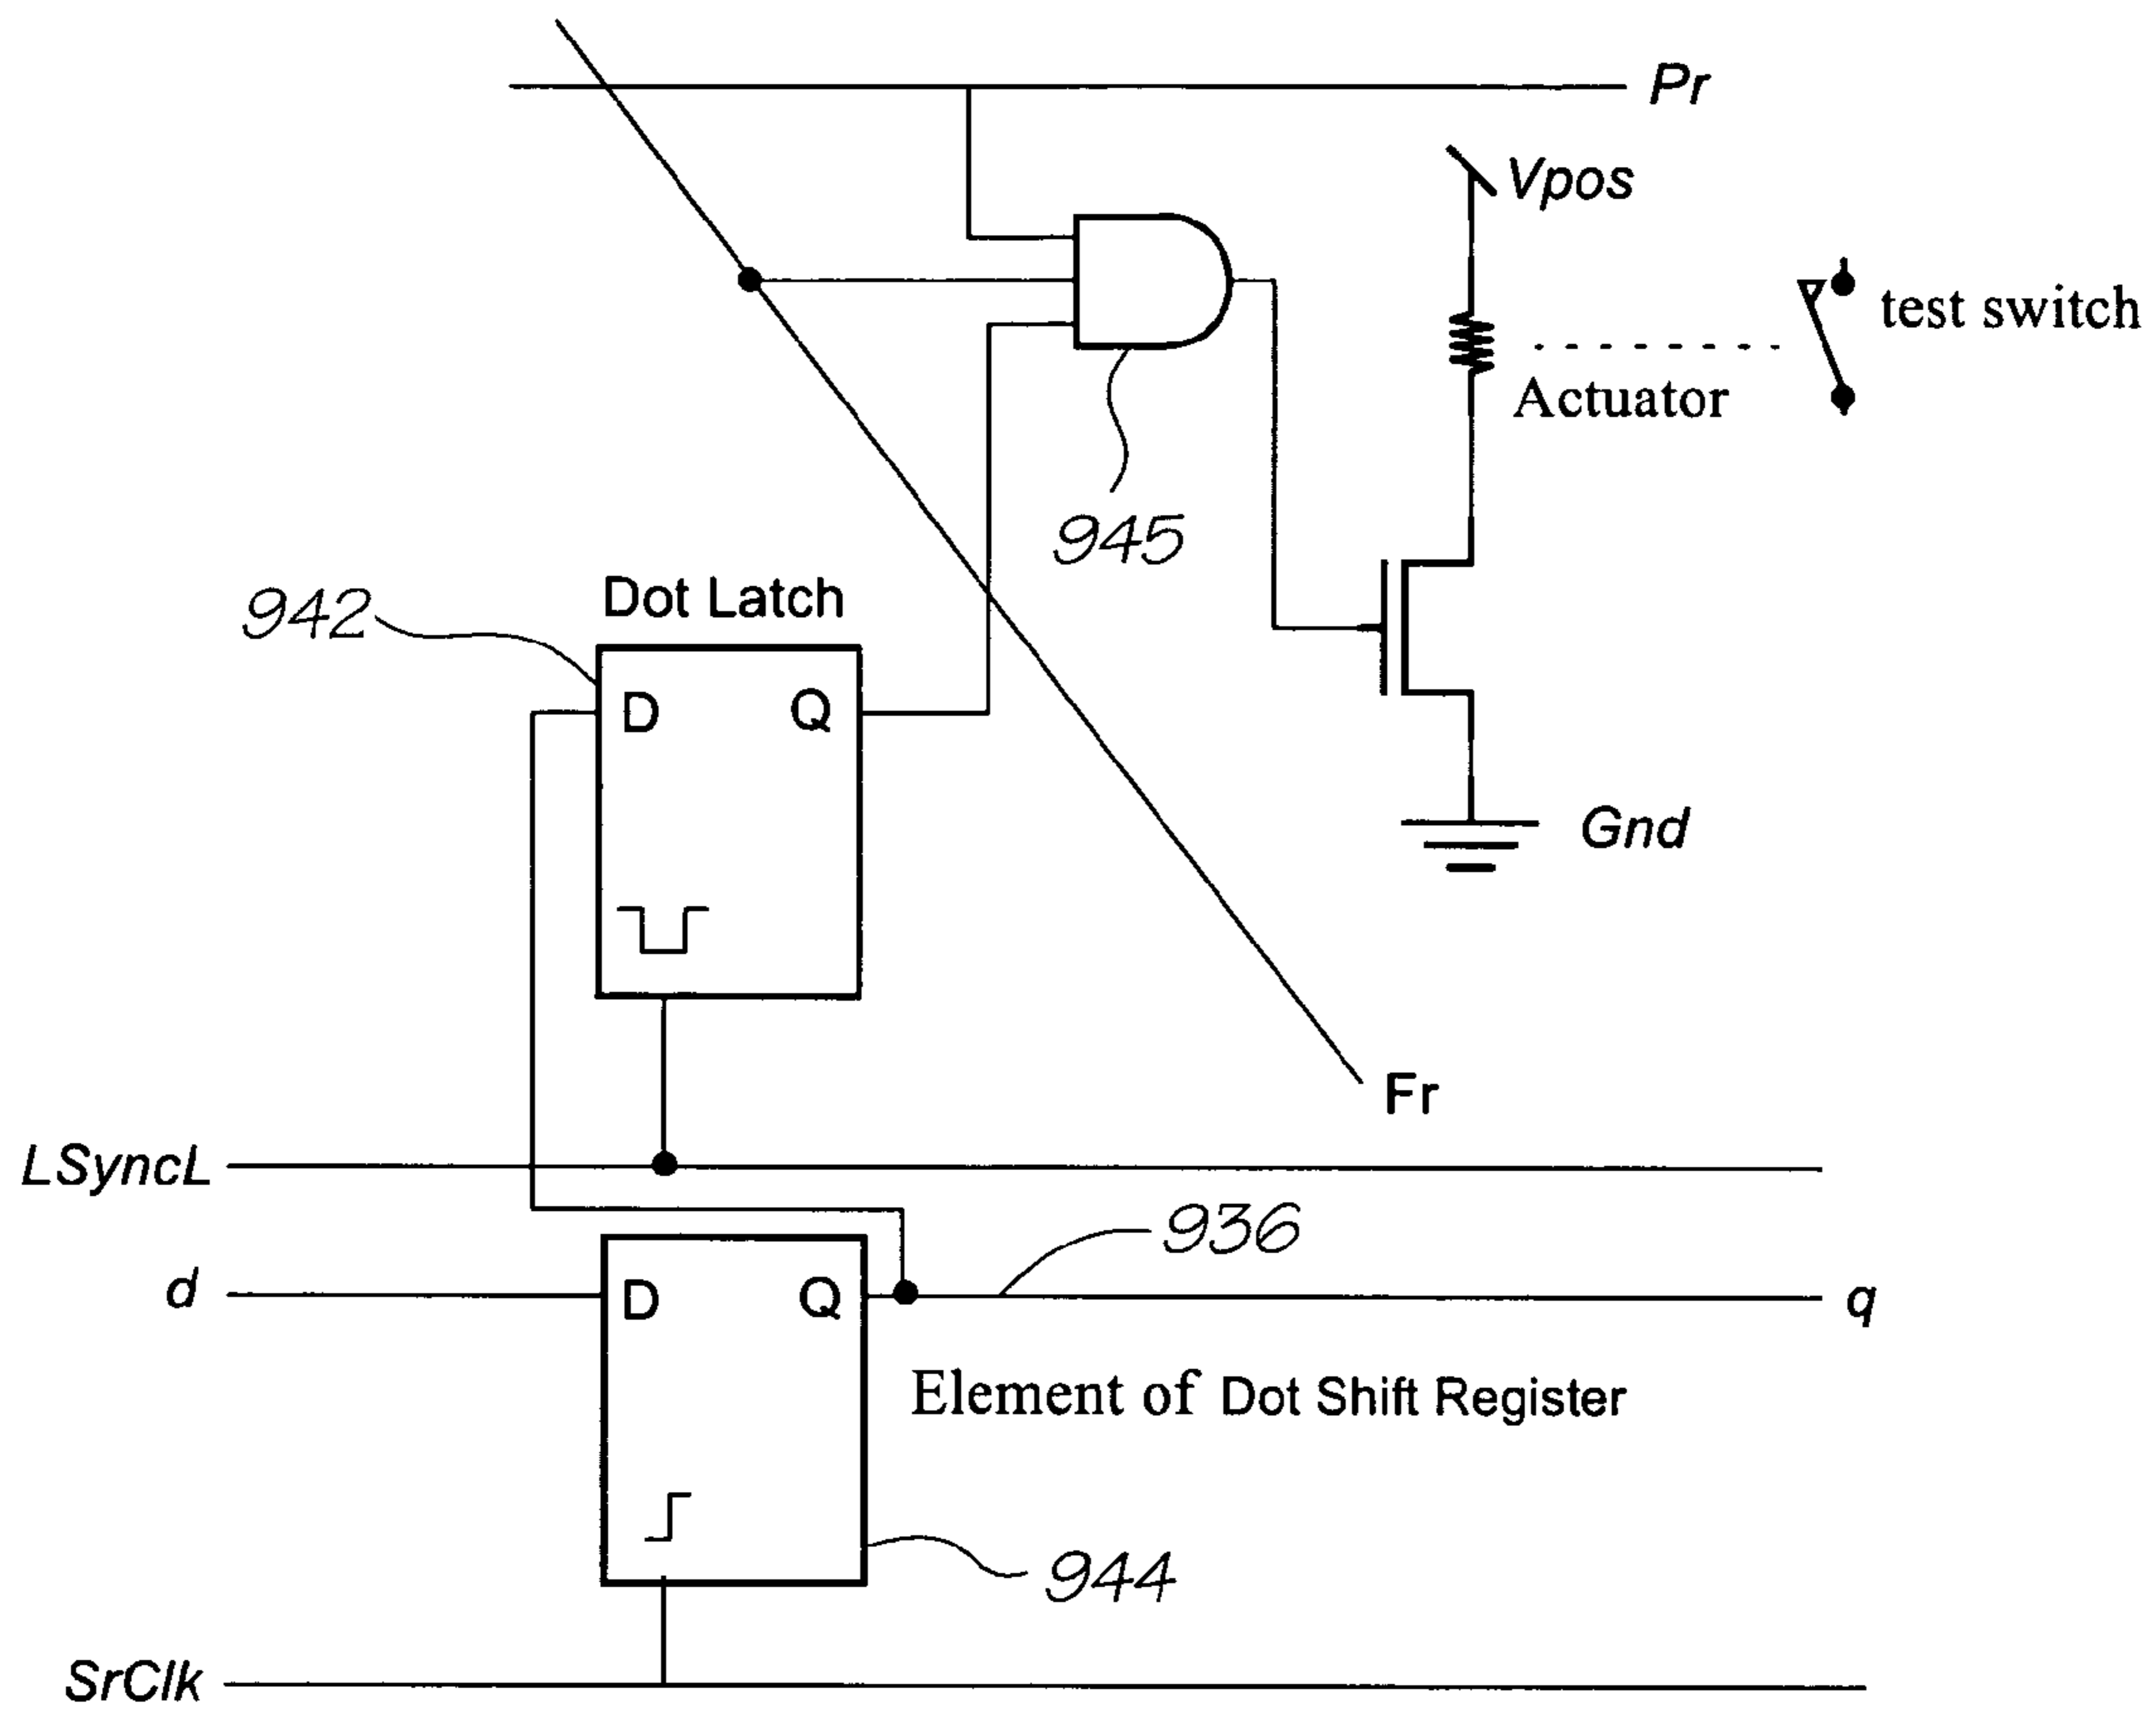 Pr
Vpos
test switch
Actuator
945
942
Dot Latch
D Q
Gnd
Fr
LSyncL
936
d
D Q
q
Element of Dot Shift Register
944
SrClk